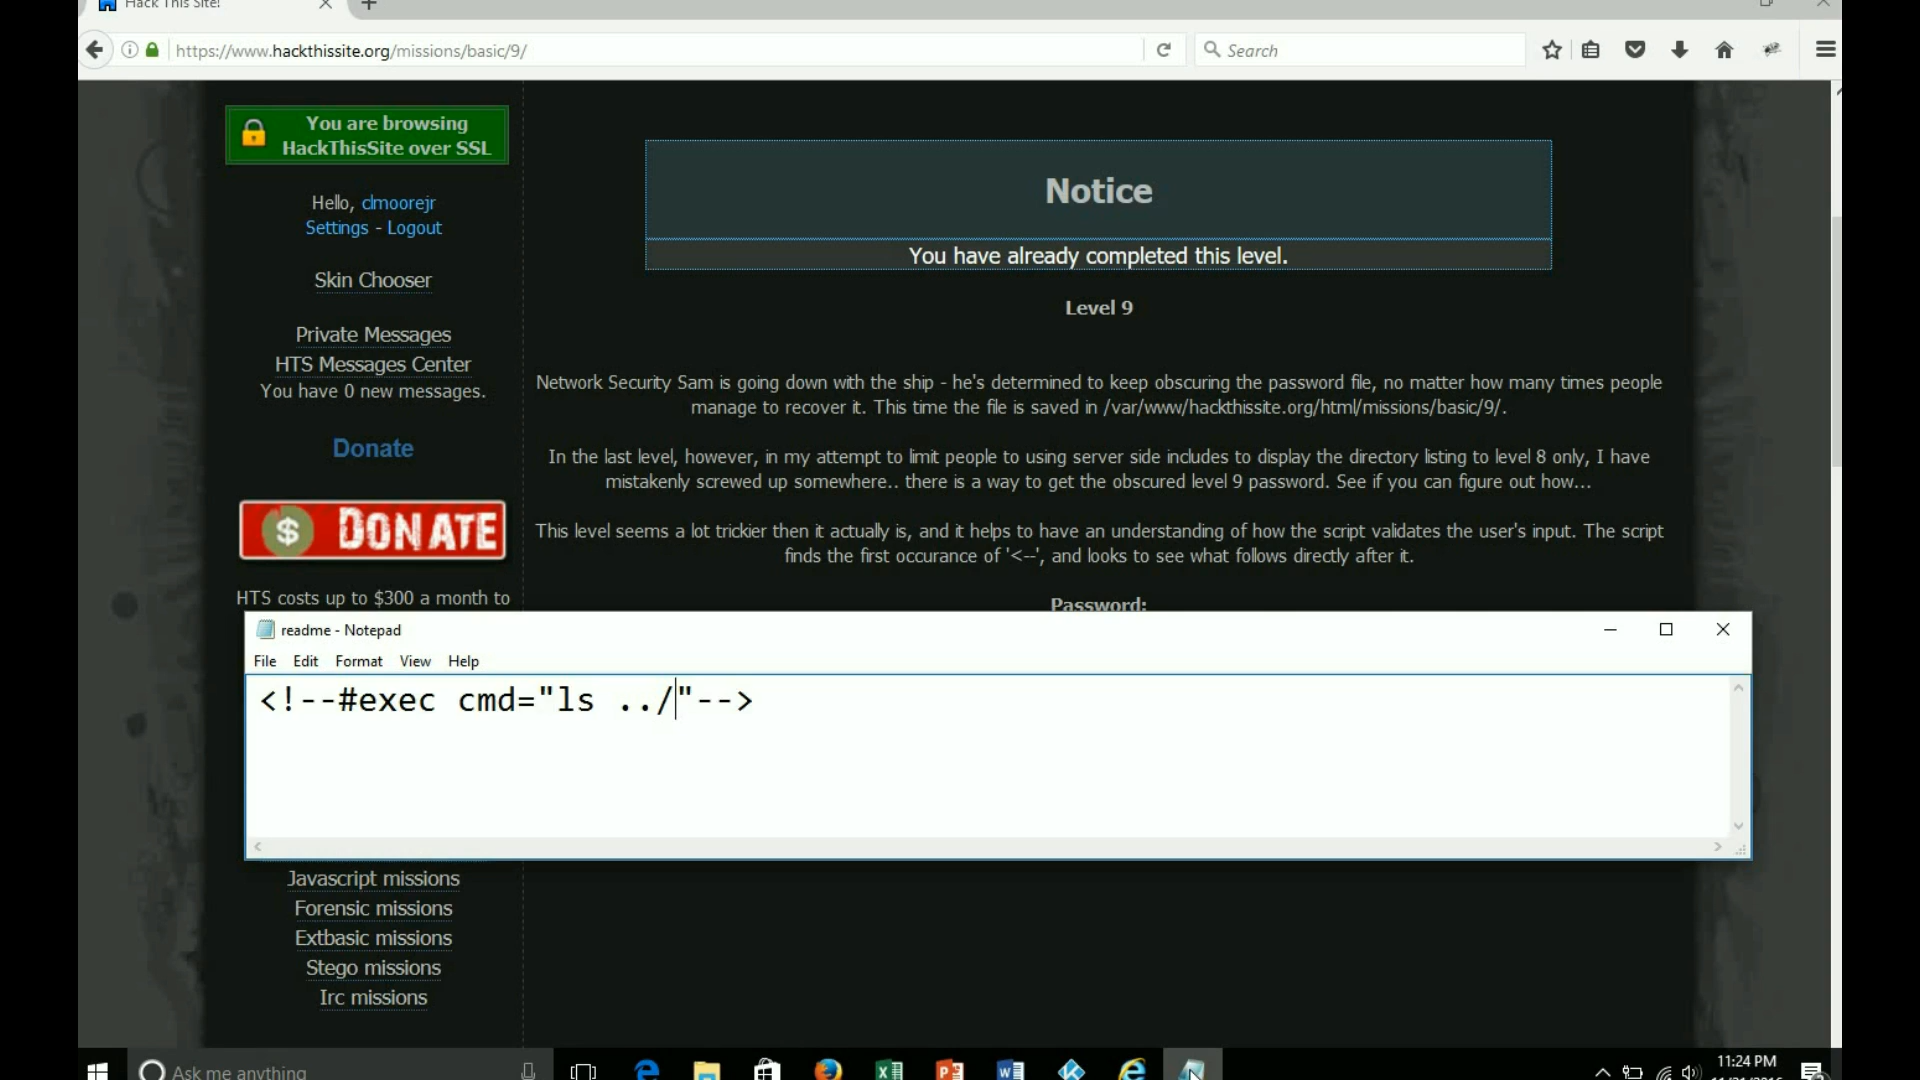 Hack This Site!
https://www.hackthissite.org/missions/basic/9/
Search
You are browsing
HackThisSite over SSL
Hello, clmoorejr
Settings - Logout
Skin Chooser
Private Messages
HTS Messages Center
You have 0 new messages.
Donate
$ DONATE
HTS costs up to $300 a month to
Notice
You have already completed this level.
Level 9
Network Security Sam is going down with the ship - he's determined to keep obscuring the password file, no matter how many times people
manage to recover it. This time the file is saved in /var/www/hackthissite.org/html/missions/basic/9/.
In the last level, however, in my attempt to limit people to using server side includes to display the directory listing to level 8 only, I have
mistakenly screwed up somewhere.. there is a way to get the obscured level 9 password. See if you can figure out how...
This level seems a lot trickier then it actually is, and it helps to have an understanding of how the script validates the user's input. The script
finds the first occurance of '<--', and looks to see what follows directly after it.
Password:
readme - Notepad
File Edit Format View Help
<!--#exec cmd="ls ../"-->
Javascript missions
Forensic missions
Extbasic missions
Stego missions
Irc missions
Ask me anything
11:24 PM